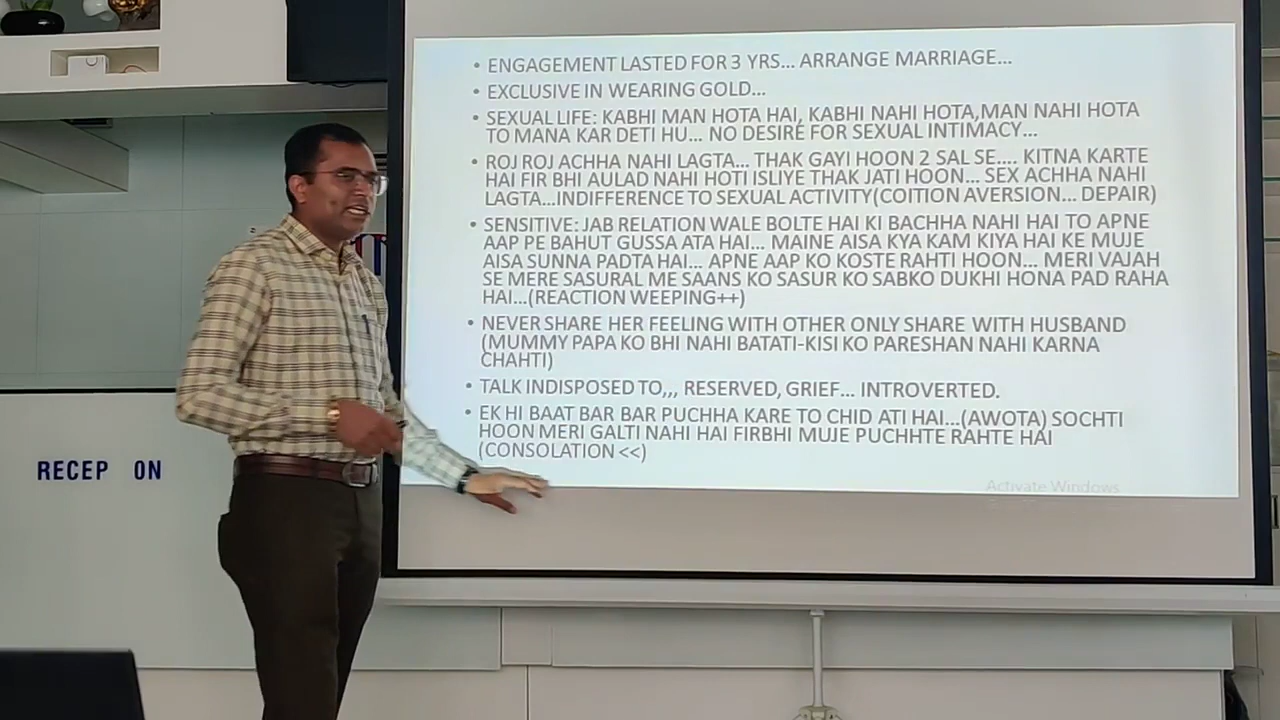 • ENGAGEMENT LASTED FOR 3 YRS... ARRANGE MARRIAGE...
• EXCLUSIVE IN WEARING GOLD...
• SEXUAL LIFE: KABHI MAN HOTA HAI, KABHI NAHI HOTA,MAN NAHI HOTA
TO MANA KAR DETI HU... NO DESIRE FOR SEXUAL INTIMACY...
• ROJ ROJ ACHHA NAHI LAGTA... THAK GAYI HOON 2 SAL SE.... KITNA KARTE
HAI FIR BHI AULAD NAHI HOTI ISLIYE THAK JATI HOON... SEX ACHHA NAHI
LAGTA...INDIFFERENCE TO SEXUAL ACTIVITY(COITION AVERSION... DEPAIR)
• SENSITIVE: JAB RELATION WALE BOLTE HAI KI BACHHA NAHI HAI TO APNE
AAP PE BAHUT GUSSA ATA HAI... MAINE AISA KYA KAM KIYA HAI KE MUJE
AISA SUNNA PADTA HAI... APNE AAP KO KOSTE RAHTI HOON... MERI VAJAH
SE MERE SASURAL ME SAANS KO SASUR KO SABKO DUKHI HONA PAD RAHA
HAI...(REACTION WEEPING++)
• NEVER SHARE HER FEELING WITH OTHER ONLY SHARE WITH HUSBAND
(MUMMY PAPA KO BHI NAHI BATATI-KISI KO PARESHAN NAHI KARNA
CHAHTI)
• TALK INDISPOSED TO,,, RESERVED, GRIEF... INTROVERTED.
• EK HI BAAT BAR BAR PUCHHA KARE TO CHID ATI HAI...(AWOTA) SOCHTI
HOON MERI GALTI NAHI HAI FIRBHI MUJE PUCHHTE RAHTE HAI
(CONSOLATION <<)
Activate Windows
RECEP ON